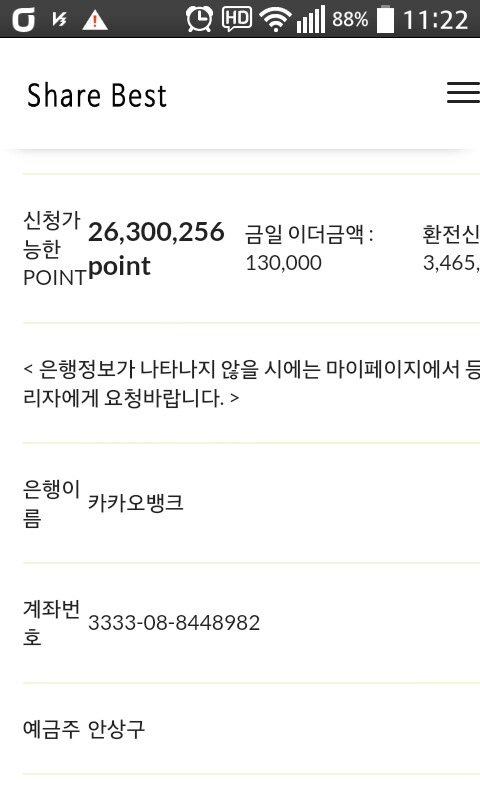 HD 88% 11:22
Share Best
신청가
능한
POINT
26,300,256
point
금일 이더금액 :
130,000
환전신
3,465,
< 은행정보가 나타나지 않을 시에는 마이페이지에서 등
리자에게 요청바랍니다. >
은행이
름
카카오뱅크
계좌번
호
3333-08-8448982
예금주 안상구